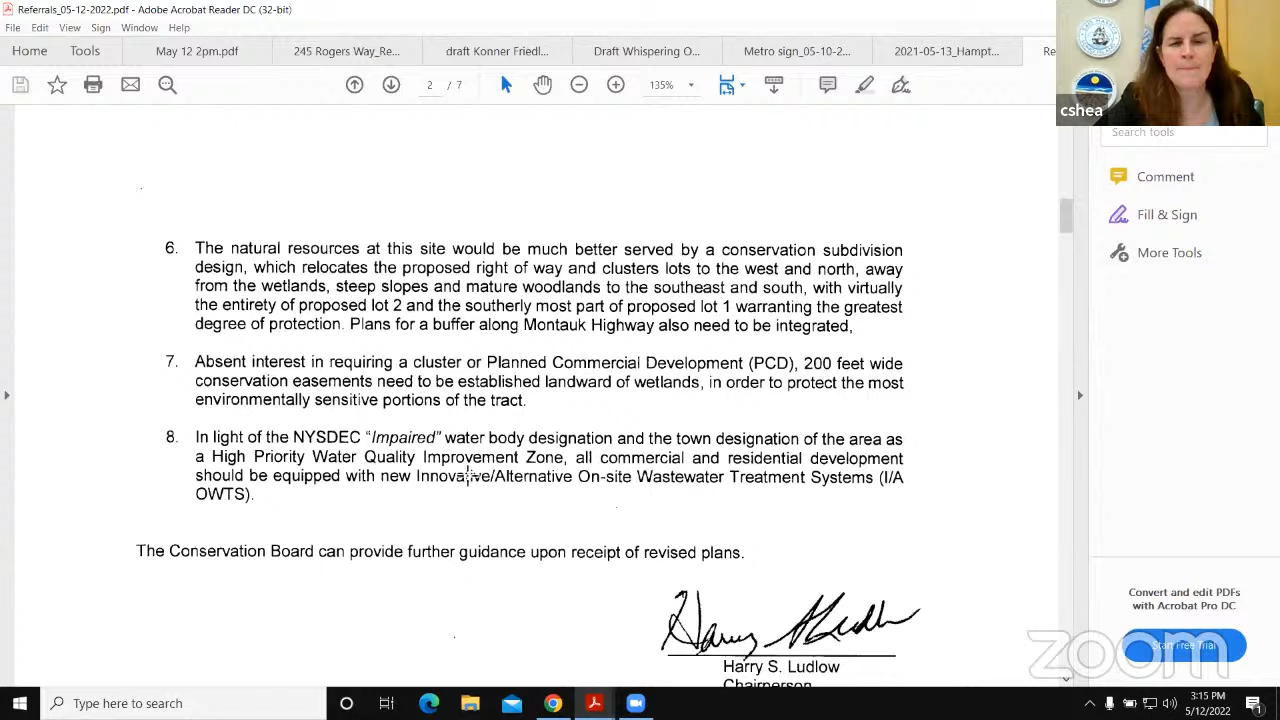 Referrals_05-12-2022.pdf - Adobe Acrobat Reader DC (32-bit)
File Edit View Sign Window Help
Home Tools May 12 2pm.pdf 245 Rogers Way_Re... draft Konner Friedl... Draft Whispering O... Metro sign_05-10-2... 2021-05-13_Hampt... Re
2 / 7 135%
cshea
Search tools
Comment
Fill & Sign
More Tools
6. The natural resources at this site would be much better served by a conservation subdivision
design, which relocates the proposed right of way and clusters lots to the west and north, away
from the wetlands, steep slopes and mature woodlands to the southeast and south, with virtually
the entirety of proposed lot 2 and the southerly most part of proposed lot 1 warranting the greatest
degree of protection. Plans for a buffer along Montauk Highway also need to be integrated,
7. Absent interest in requiring a cluster or Planned Commercial Development (PCD), 200 feet wide
conservation easements need to be established landward of wetlands, in order to protect the most
environmentally sensitive portions of the tract.
8. In light of the NYSDEC “Impaired” water body designation and the town designation of the area as
a High Priority Water Quality Improvement Zone, all commercial and residential development
should be equipped with new Innovative/Alternative On-site Wastewater Treatment Systems (I/A
OWTS).
The Conservation Board can provide further guidance upon receipt of revised plans.
Harry S Ludlow
Harry S. Ludlow
Chairperson
Convert and edit PDFs
with Acrobat Pro DC
Start Free Trial
zoom
Type here to search
3:15 PM
5/12/2022
1